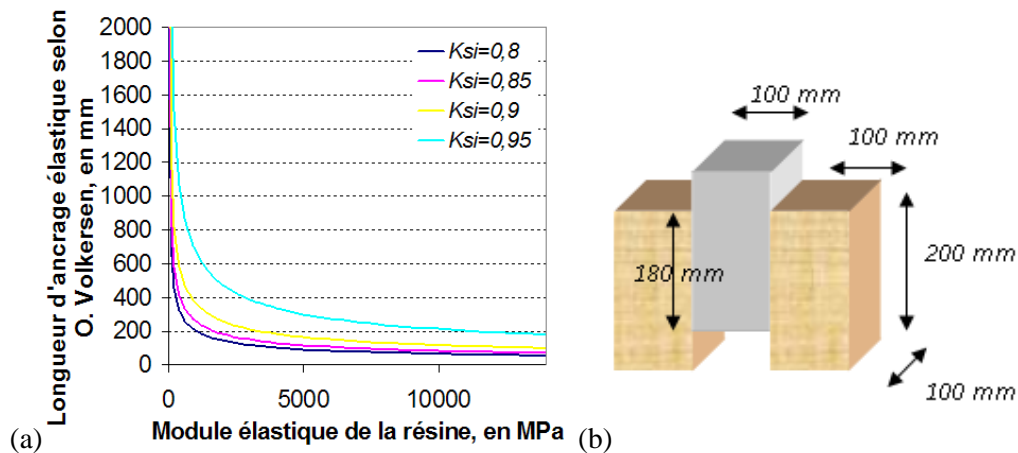 2000
1800
1600
1400
1200
1000
800
600
400
200
0
0
5000
10000
Longueur d'ancrage élastique selon
O. Volkersen, en mm
Module élastique de la résine, en MPa
Ksi=0,8
Ksi=0,85
Ksi=0,9
Ksi=0,95
(a)
100 mm
100 mm
180 mm
200 mm
100 mm
(b)